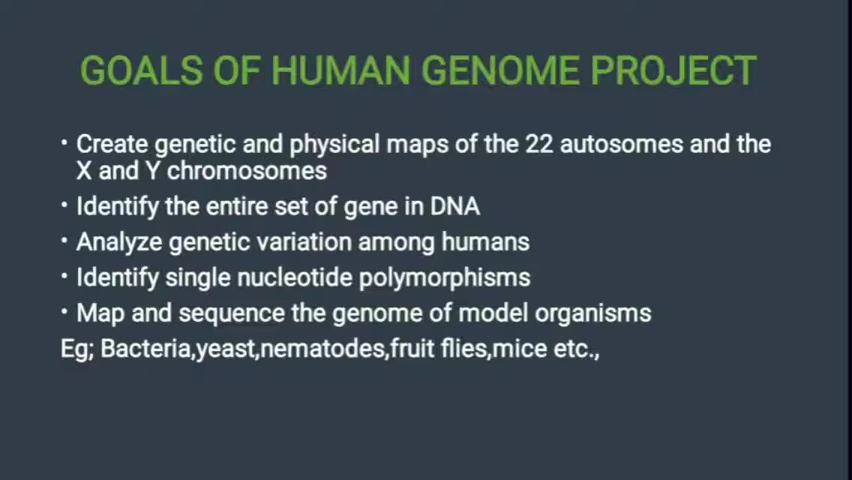 GOALS OF HUMAN GENOME PROJECT
• Create genetic and physical maps of the 22 autosomes and the
X and Y chromosomes
• Identify the entire set of gene in DNA
• Analyze genetic variation among humans
• Identify single nucleotide polymorphisms
• Map and sequence the genome of model organisms
Eg; Bacteria,yeast,nematodes,fruit flies,mice etc.,